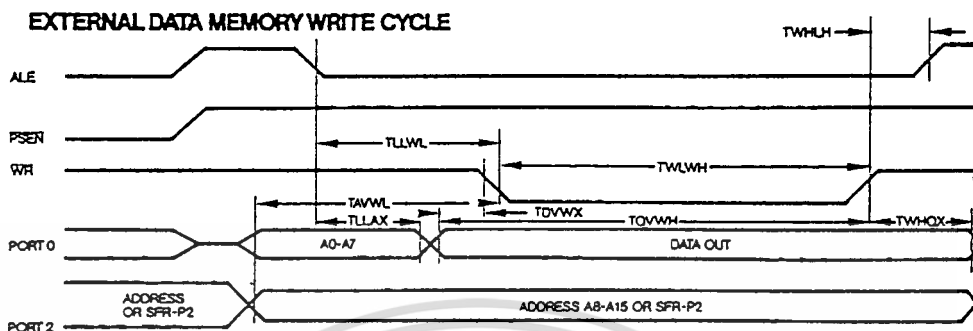 EXTERNAL DATA MEMORY WRITE CYCLE
TWHLH
ALE
PSEN
TLLWL
WR
TWLWH
TAVWL
TQVWX
TLLAX
TQVWH
TWHQX
PORT 0
A0-A7
DATA OUT
ADDRESS
OR SFR-P2
ADDRESS A8-A15 OR SFR-P2
PORT 2